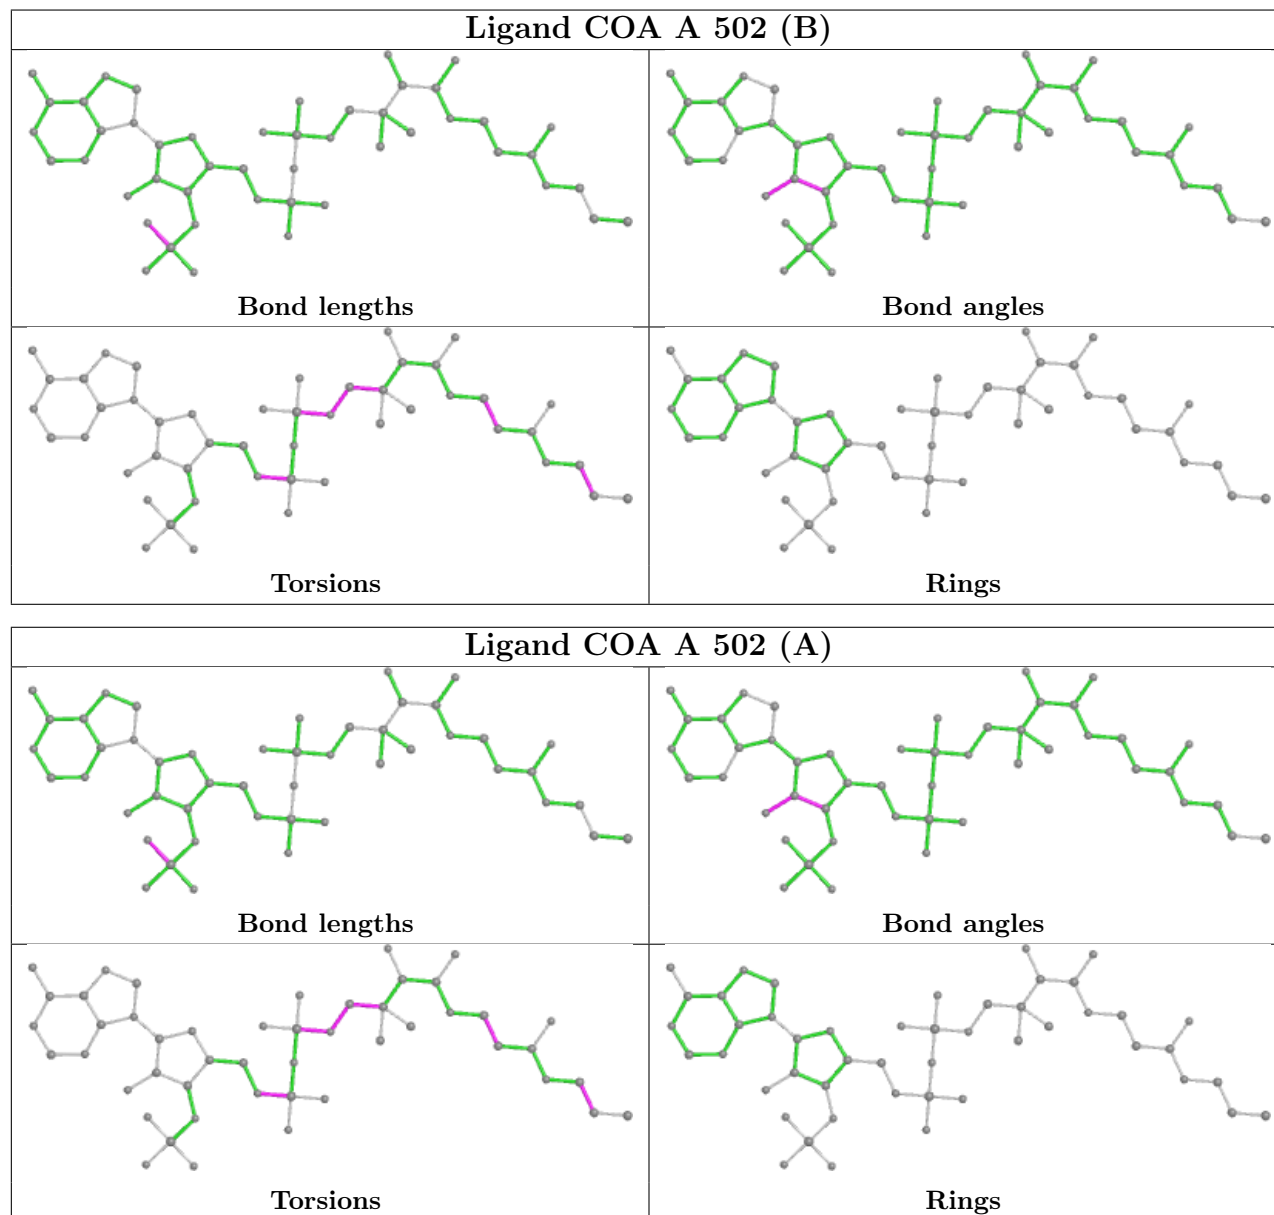 Ligand COA A 502 (B)
Bond lengths
Bond angles
Torsions
Rings
Ligand COA A 502 (A)
Bond lengths
Bond angles
Torsions
Rings